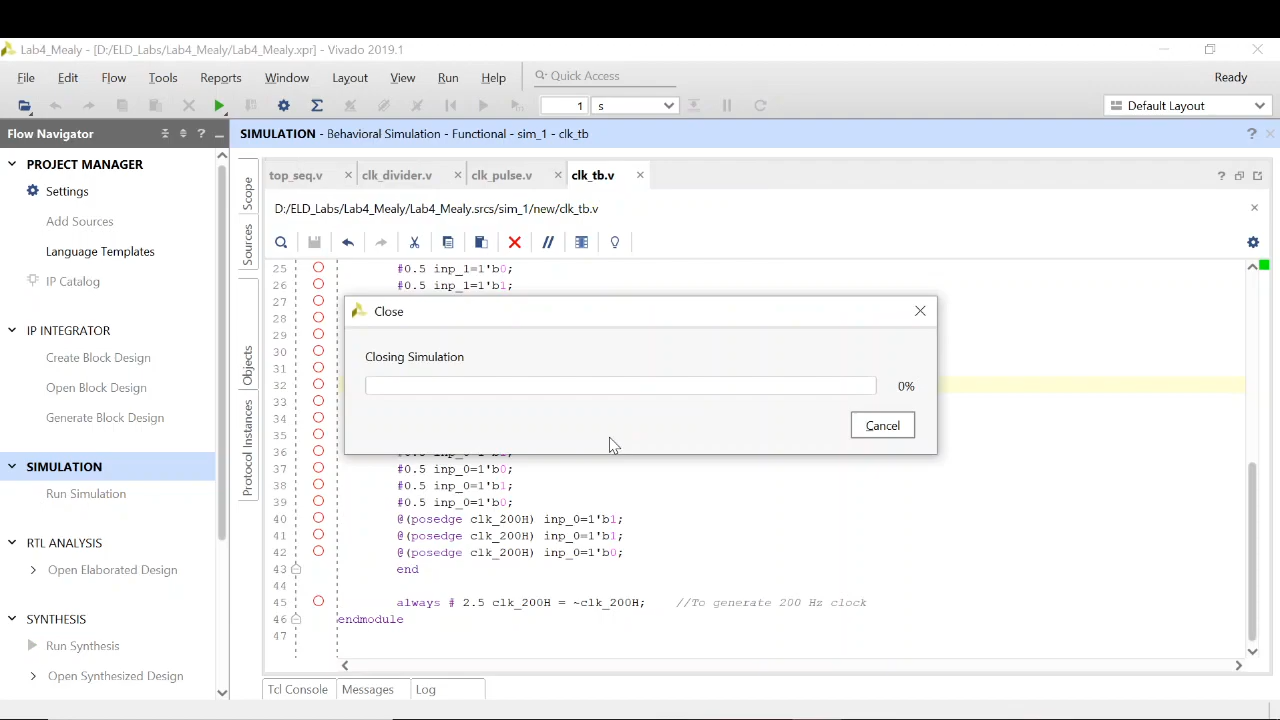 Lab4_Mealy - [D:/ELD_Labs/Lab4_Mealy/Lab4_Mealy.xpr] - Vivado 2019.1
File Edit Flow Tools Reports Window Layout View Run Help Quick Access Ready
1 s Default Layout
Flow Navigator
PROJECT MANAGER
Settings
Add Sources
Language Templates
IP Catalog
IP INTEGRATOR
Create Block Design
Open Block Design
Generate Block Design
SIMULATION
Run Simulation
RTL ANALYSIS
Open Elaborated Design
SYNTHESIS
Run Synthesis
Open Synthesized Design
SIMULATION - Behavioral Simulation - Functional - sim_1 - clk_tb
Scope
Sources
Objects
Protocol Instances
top_seq.v clk_divider.v clk_pulse.v clk_tb.v
D:/ELD_Labs/Lab4_Mealy/Lab4_Mealy.srcs/sim_1/new/clk_tb.v
25 #0.5 inp_1=1'b0;
26 #0.5 inp_1=1'b1;
27
28
29
30
31
32
33
34
35
36 #0.5 inp_0=1'b1;
37 #0.5 inp_0=1'b0;
38 #0.5 inp_0=1'b1;
39 #0.5 inp_0=1'b0;
40 @(posedge clk_200H) inp_0=1'b1;
41 @(posedge clk_200H) inp_0=1'b1;
42 @(posedge clk_200H) inp_0=1'b0;
43 end
44
45 always # 2.5 clk_200H = ~clk_200H; //To generate 200 Hz clock
46 endmodule
47
Close
Closing Simulation
0%
Cancel
Tcl Console Messages Log